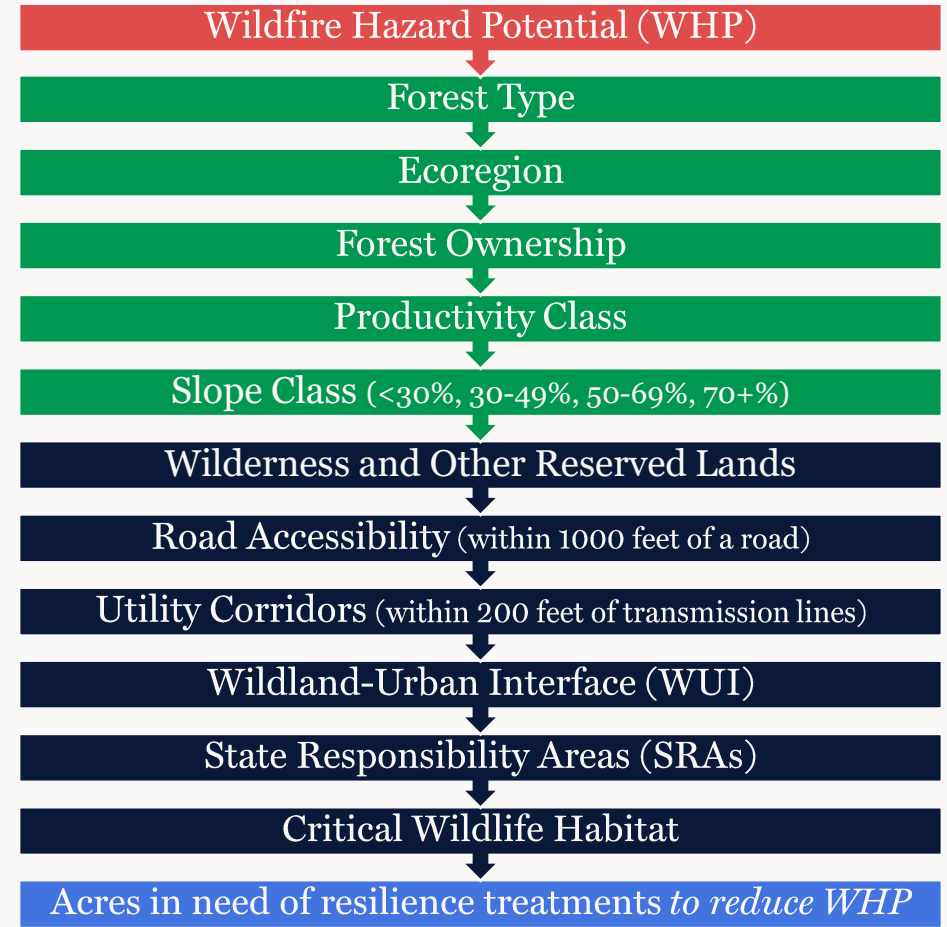 Wildfire Hazard Potential (WHP)
Forest Type
Ecoregion
Forest Ownership
Productivity Class
Slope Class (<30%, 30-49%, 50-69%, 70+%)
Wilderness and Other Reserved Lands
Road Accessibility (within 1000 feet of a road)
Utility Corridors (within 200 feet of transmission lines)
Wildland-Urban Interface (WUI)
State Responsibility Areas (SRAs)
Critical Wildlife Habitat
Acres in need of resilience treatments to reduce WHP